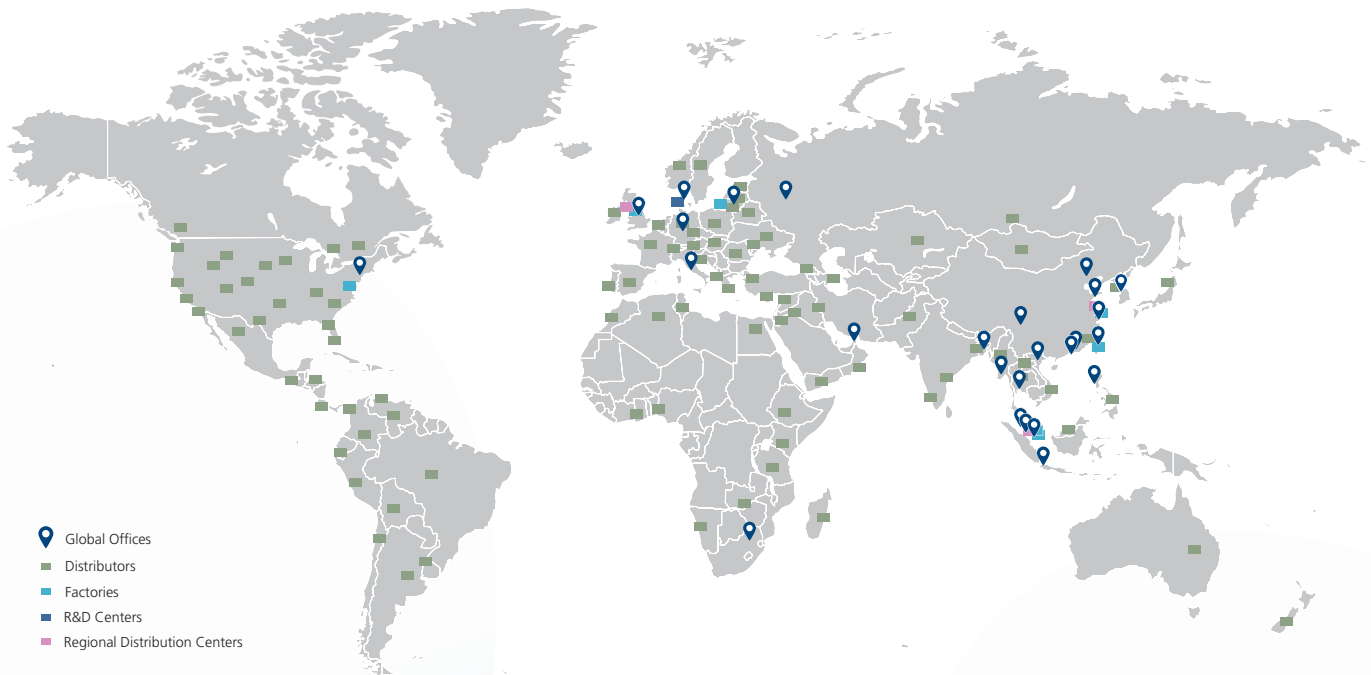 Global Offices
Distributors
Factories
R&D Centers
Regional Distribution Centers